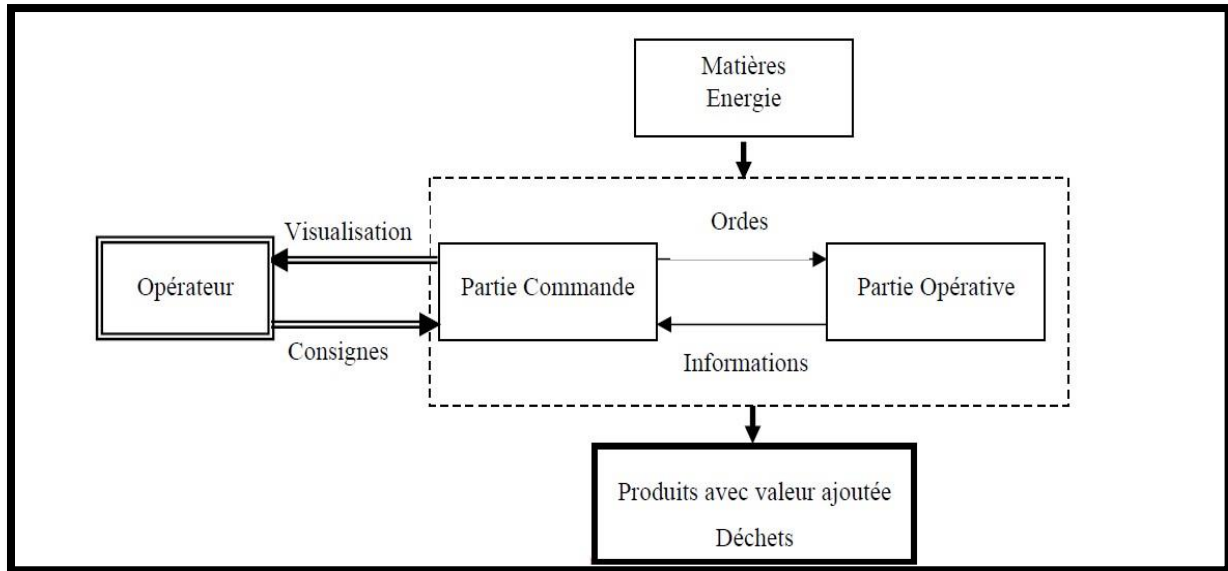 Matières
Energie
Ordes
Visualisation
Opérateur
Partie Commande
Partie Opérative
Consignes
Informations
Produits avec valeur ajoutée
Déchets